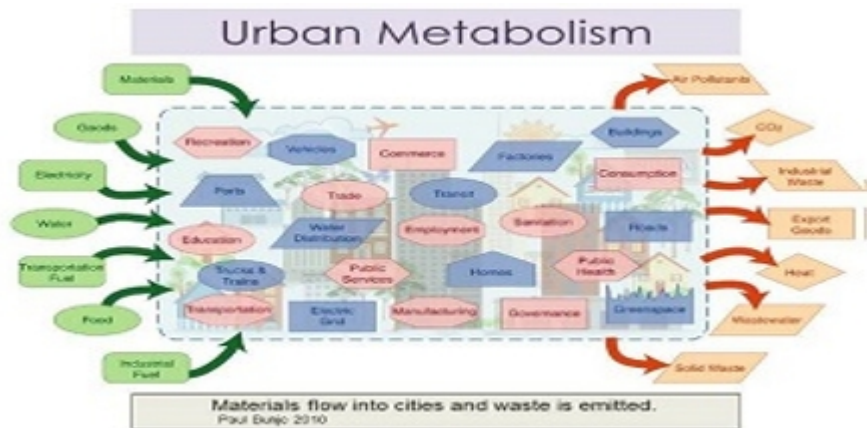 Urban Metabolism
Materials
Goods
Electricity
Water
Transportation
Fuel
Food
Industrial
Fuel
Recreation
Vehicles
Commerce
Factories
Buildings
Consumption
Ports
Trade
Transit
Education
Water
Distribution
Employment
Sanitation
Roads
Trucks &
Trains
Public
Services
Homes
Public
Health
Transportation
Electric
Grid
Manufacturing
Governance
Greenspace
Air Pollutants
CO2
Industrial
Waste
Export
Goods
Heat
Wastewater
Solid Waste
Materials flow into cities and waste is emitted.
Paul Bunje 2010